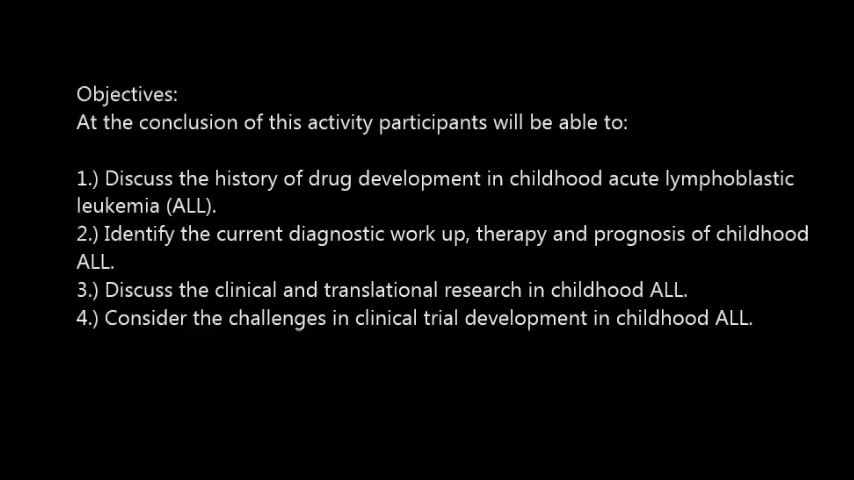 Objectives:
At the conclusion of this activity participants will be able to:
1.) Discuss the history of drug development in childhood acute lymphoblastic
leukemia (ALL).
2.) Identify the current diagnostic work up, therapy and prognosis of childhood
ALL.
3.) Discuss the clinical and translational research in childhood ALL.
4.) Consider the challenges in clinical trial development in childhood ALL.